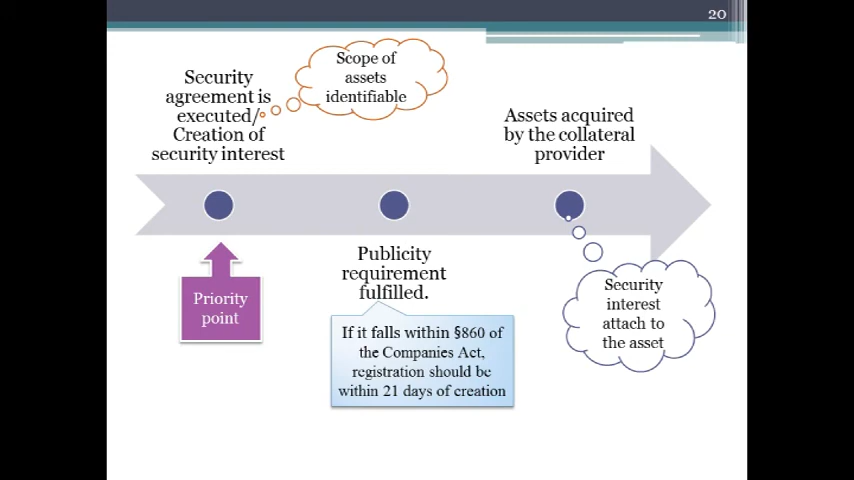 20
Security
agreement is
executed/
Creation of
security interest
Scope of
assets
identifiable
Assets acquired
by the collateral
provider
Priority
point
Publicity
requirement
fulfilled.
If it falls within §860 of
the Companies Act,
registration should be
within 21 days of creation
Security
interest
attach to
the asset